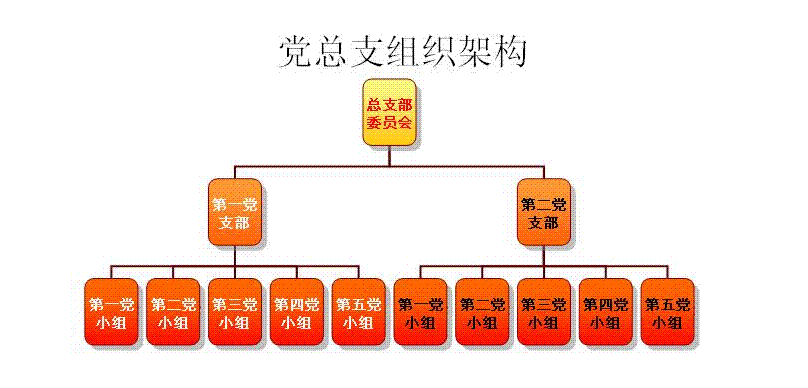 党总支组织架构
总支部
委员会
第一党
支部
第二党
支部
第一党
小组
第二党
小组
第三党
小组
第四党
小组
第五党
小组
第一党
小组
第二党
小组
第三党
小组
第四党
小组
第五党
小组